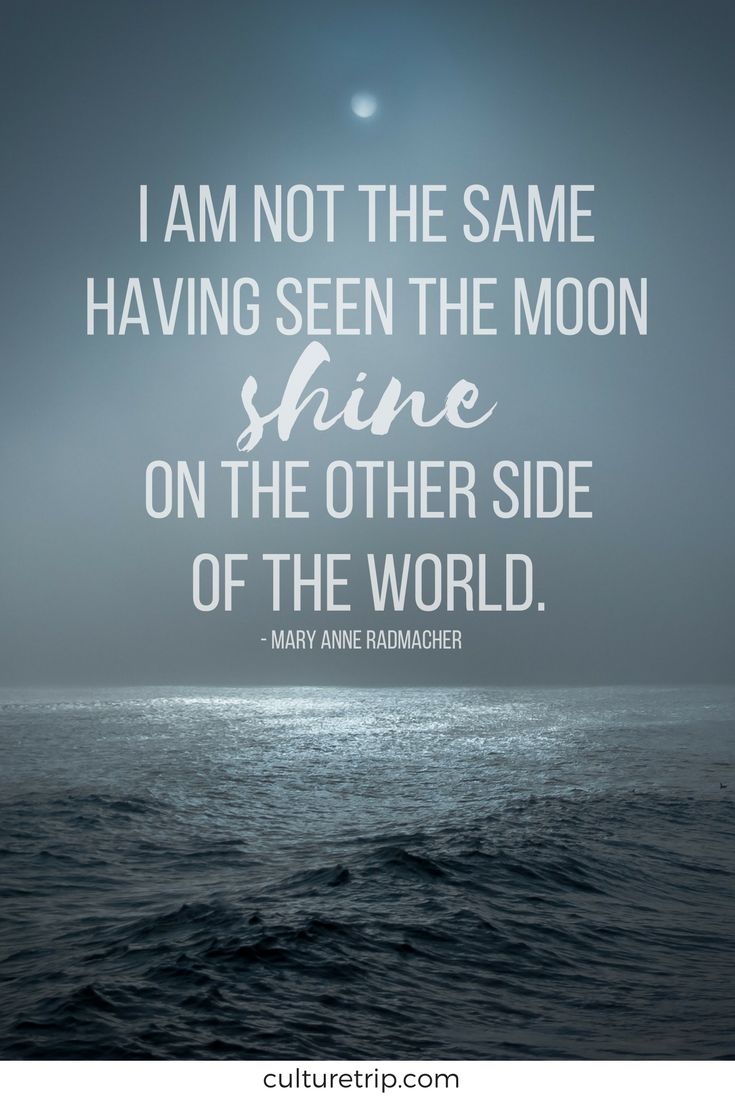 I AM NOT THE SAME
HAVING SEEN THE MOON
shine
ON THE OTHER SIDE
OF THE WORLD.
- MARY ANNE RADMACHER
culturetrip.com